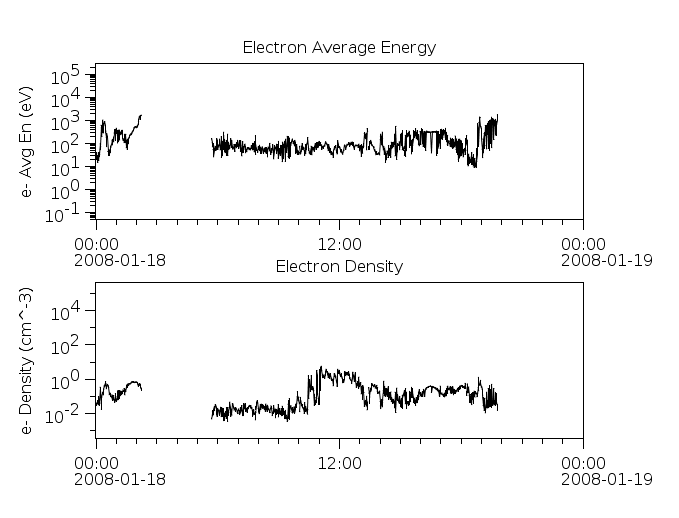 Electron Average Energy
e- Avg En (eV)
10^5
10^4
10^3
10^2
10^1
10^0
10^-1
00:00 12:00 00:00
2008-01-18 2008-01-19
Electron Density
e- Density (cm^-3)
10^4
10^2
10^0
10^-2
00:00 12:00 00:00
2008-01-18 2008-01-19